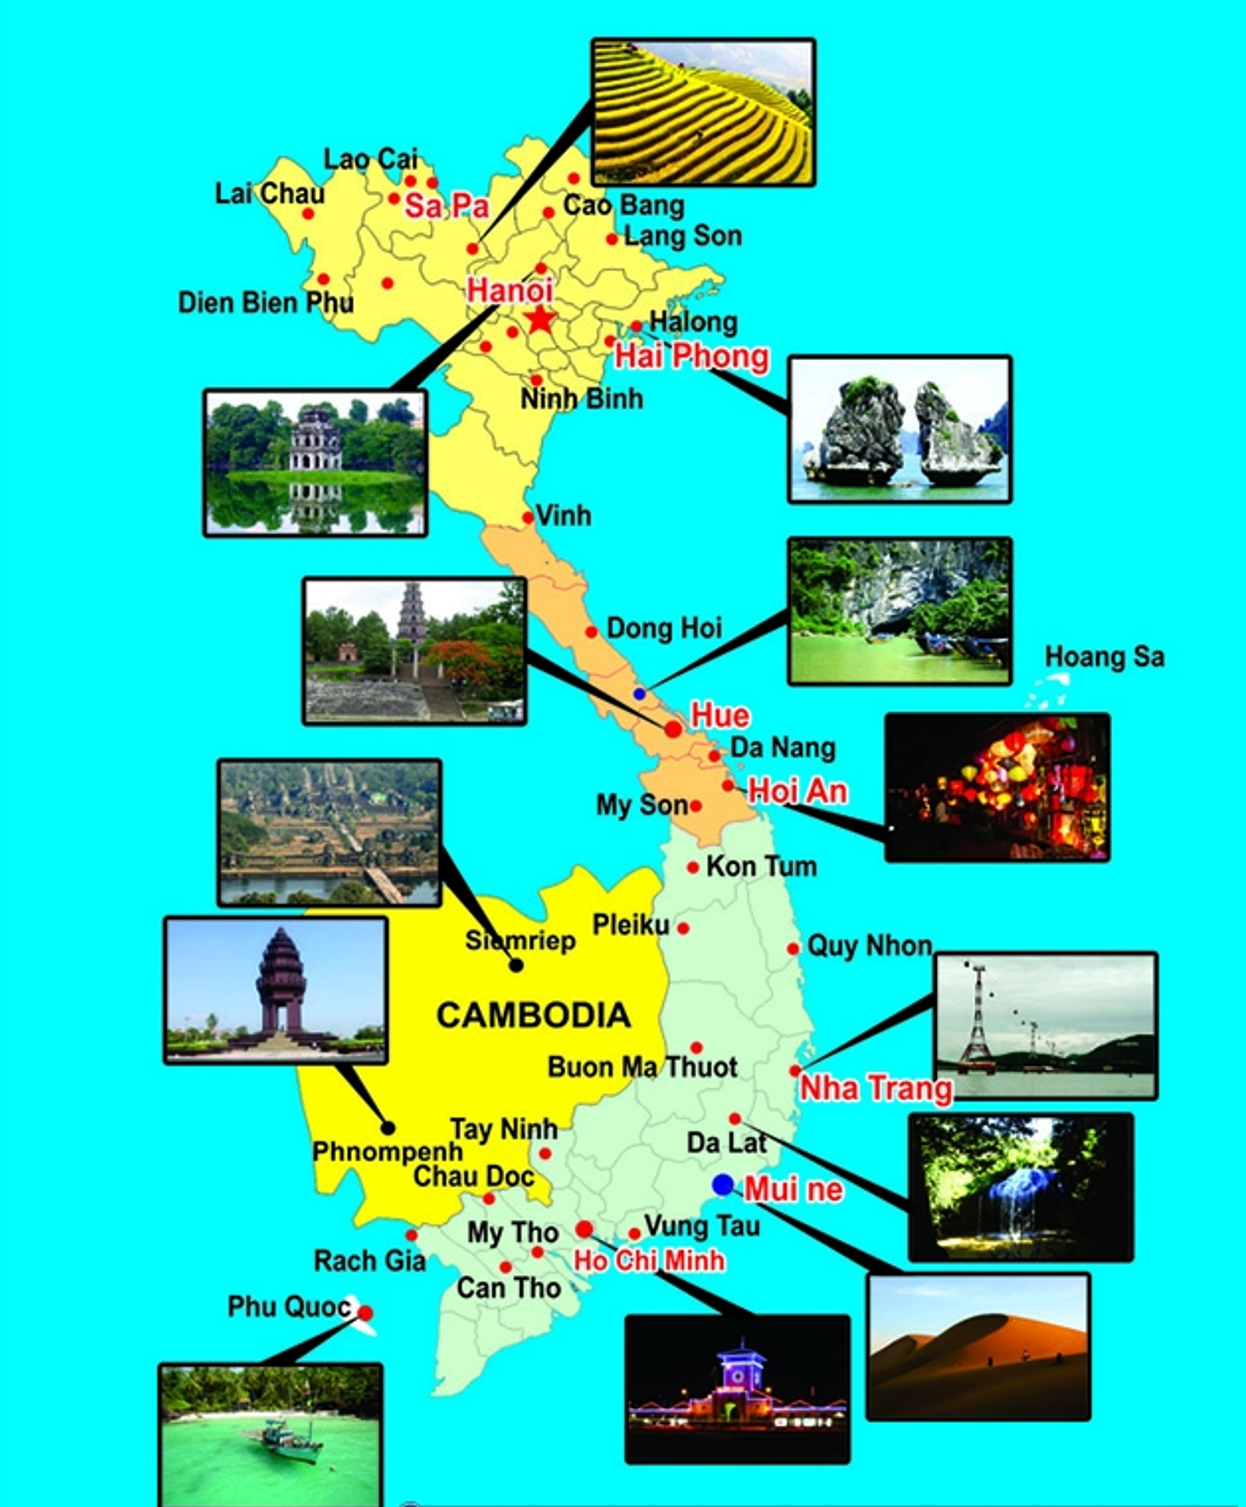 Lao Cai
Lai Chau
Sa Pa
Cao Bang
Lang Son
Hanoi
Dien Bien Phu
Halong
Hai Phong
Ninh Binh
Vinh
Dong Hoi
Hoang Sa
Hue
Da Nang
Hoi An
My Son
Kon Tum
Pleiku
Siemriep
Quy Nhon
CAMBODIA
Buon Ma Thuot
Nha Trang
Tay Ninh
Da Lat
Phnompenh
Chau Doc
Mui ne
My Tho
Vung Tau
Rach Gia
Ho Chi Minh
Can Tho
Phu Quoc